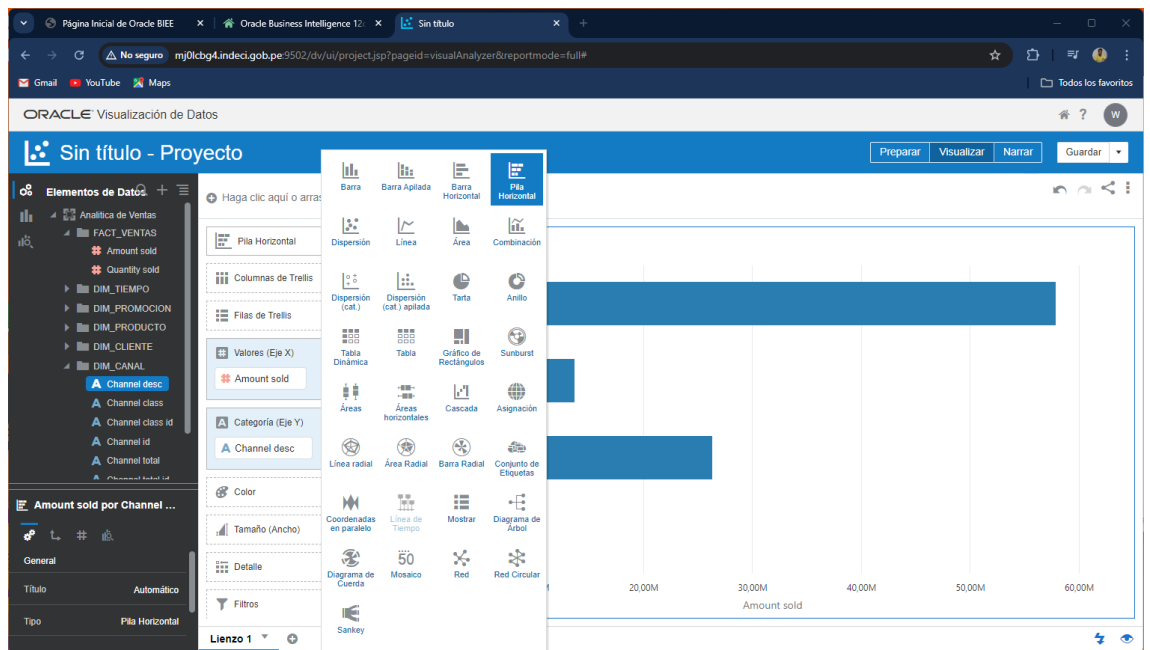 Página Inicial de Oracle BIEE
Oracle Business Intelligence 12c
Sin título
No seguro mj0lcbg4.indeci.gob.pe:9502/dv/ui/project.jsp?pageid=visualAnalyzer&reportmode=full#
Gmail YouTube Maps Todos los favoritos
ORACLE Visualización de Datos ? W
Sin título - Proyecto Preparar Visualizar Narrar Guardar
Elementos de Datos
Analitica de Ventas
FACT_VENTAS
Amount sold
Quantity sold
DIM_TIEMPO
DIM_PROMOCION
DIM_PRODUCTO
DIM_CLIENTE
DIM_CANAL
A Channel desc
A Channel class
A Channel class id
A Channel id
A Channel total
A Channel total id
Amount sold por Channel ...
General
Título Automático
Tipo Pila Horizontal
Haga clic aquí o arras
Pila Horizontal
Columnas de Trellis
Filas de Trellis
Valores (Eje X)
Amount sold
A Categoría (Eje Y)
A Channel desc
Color
Tamaño (Ancho)
Detalle
Filtros
Lienzo 1
Barra
Barra Apilada
Barra Horizontal
Pila Horizontal
Dispersión
Línea
Área
Combinación
Dispersión (cat.)
Dispersión (cat.) apilada
Tarta
Anillo
Tabla Dinámica
Tabla
Gráfico de Rectángulos
Sunburst
Áreas
Áreas horizontales
Cascada
Asignación
Línea radial
Área Radial
Barra Radial
Conjunto de Etiquetas
Coordenadas en paralelo
Línea de Tiempo
Mostrar
Diagrama de Árbol
Diagrama de Cuerda
50
Mosaico
Red
Red Circular
Sankey
20,00M 30,00M 40,00M 50,00M 60,00M
Amount sold